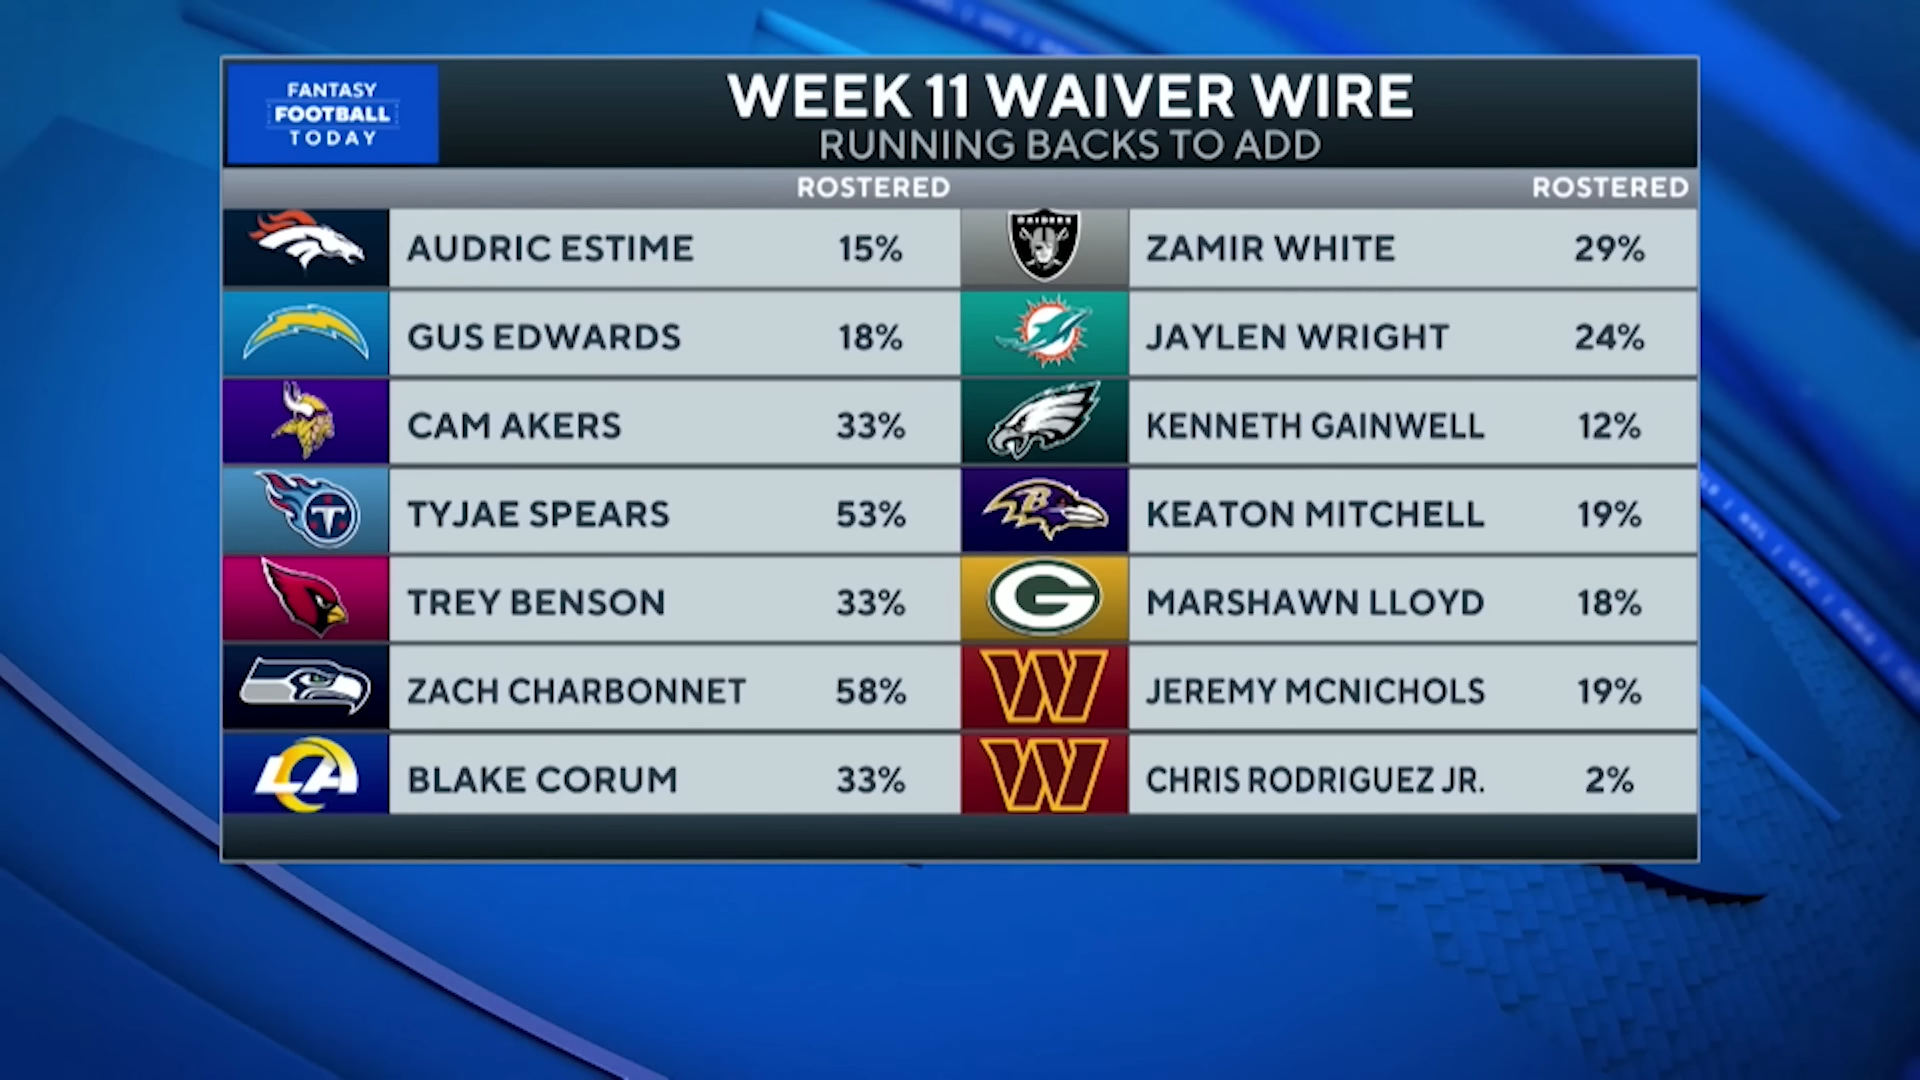 FANTASY
FOOTBALL
TODAY
WEEK 11 WAIVER WIRE
RUNNING BACKS TO ADD
ROSTERED ROSTERED
AUDRIC ESTIME 15% RAIDERS ZAMIR WHITE 29%
GUS EDWARDS 18% JAYLEN WRIGHT 24%
CAM AKERS 33% KENNETH GAINWELL 12%
T TYJAE SPEARS 53% B KEATON MITCHELL 19%
TREY BENSON 33% G MARSHAWN LLOYD 18%
ZACH CHARBONNET 58% W JEREMY MCNICHOLS 19%
LA BLAKE CORUM 33% W CHRIS RODRIGUEZ JR. 2%